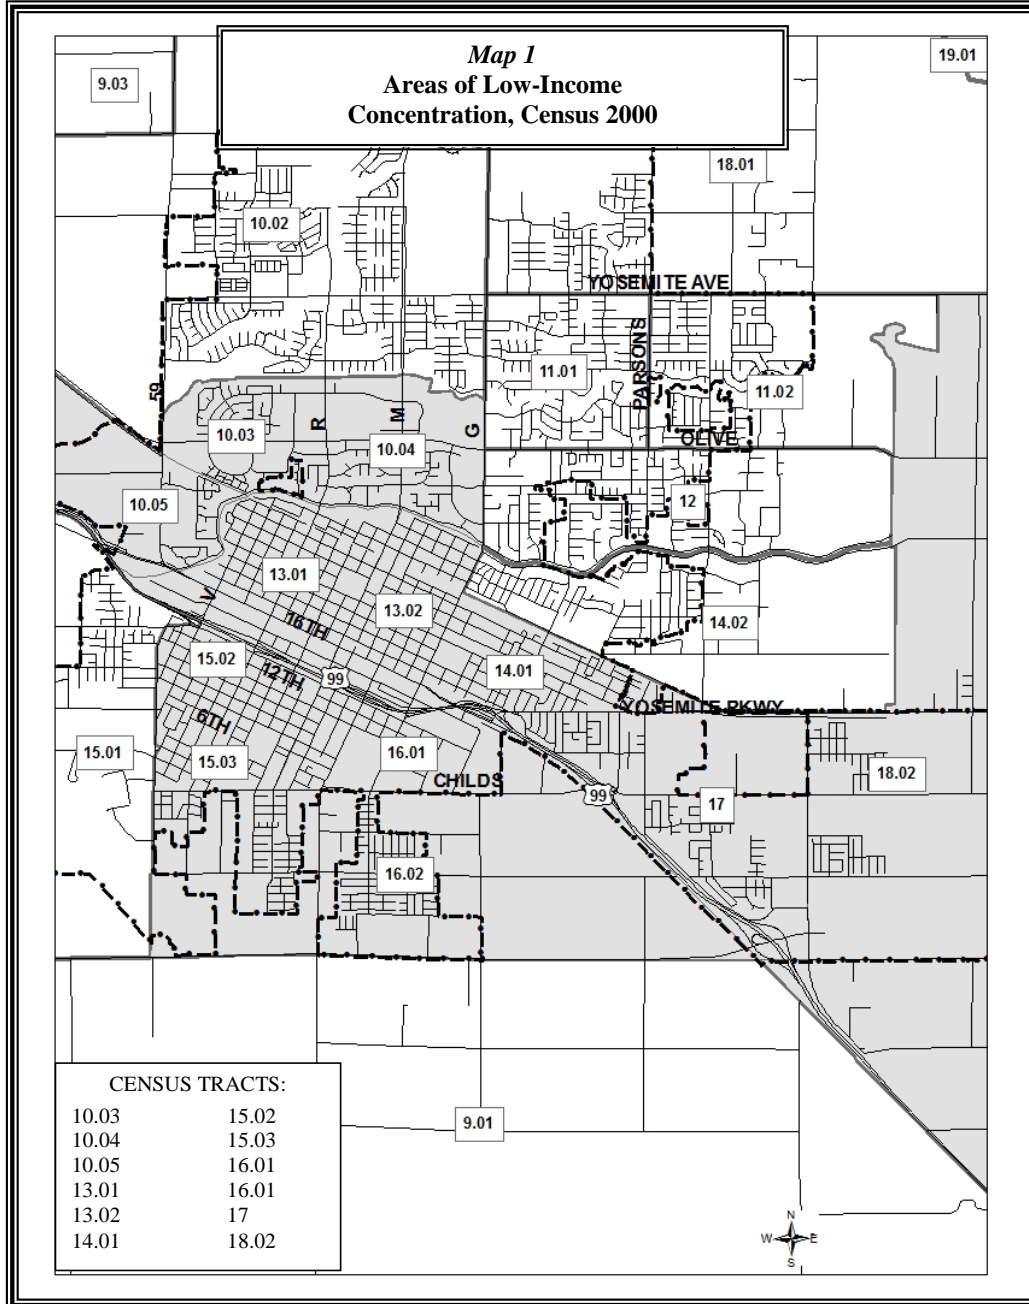 Map 1
Areas of Low-Income
Concentration, Census 2000
19.01
9.03
18.01
10.02
YOSEMITE AVE
PARSONS
11.01
59
11.02
M
R
G
10.03
OLIVE
10.04
12
10.05
13.01
V
13.02
14.02
16TH
15.02
14.01
12TH
99
YOSEMITE PKWY
6TH
15.01
16.01
15.03
CHILDS
18.02
99
17
16.02
CENSUS TRACTS:
10.03 15.02
10.04 15.03
10.05 16.01
13.01 16.01
13.02 17
14.01 18.02
9.01
N
W E
S